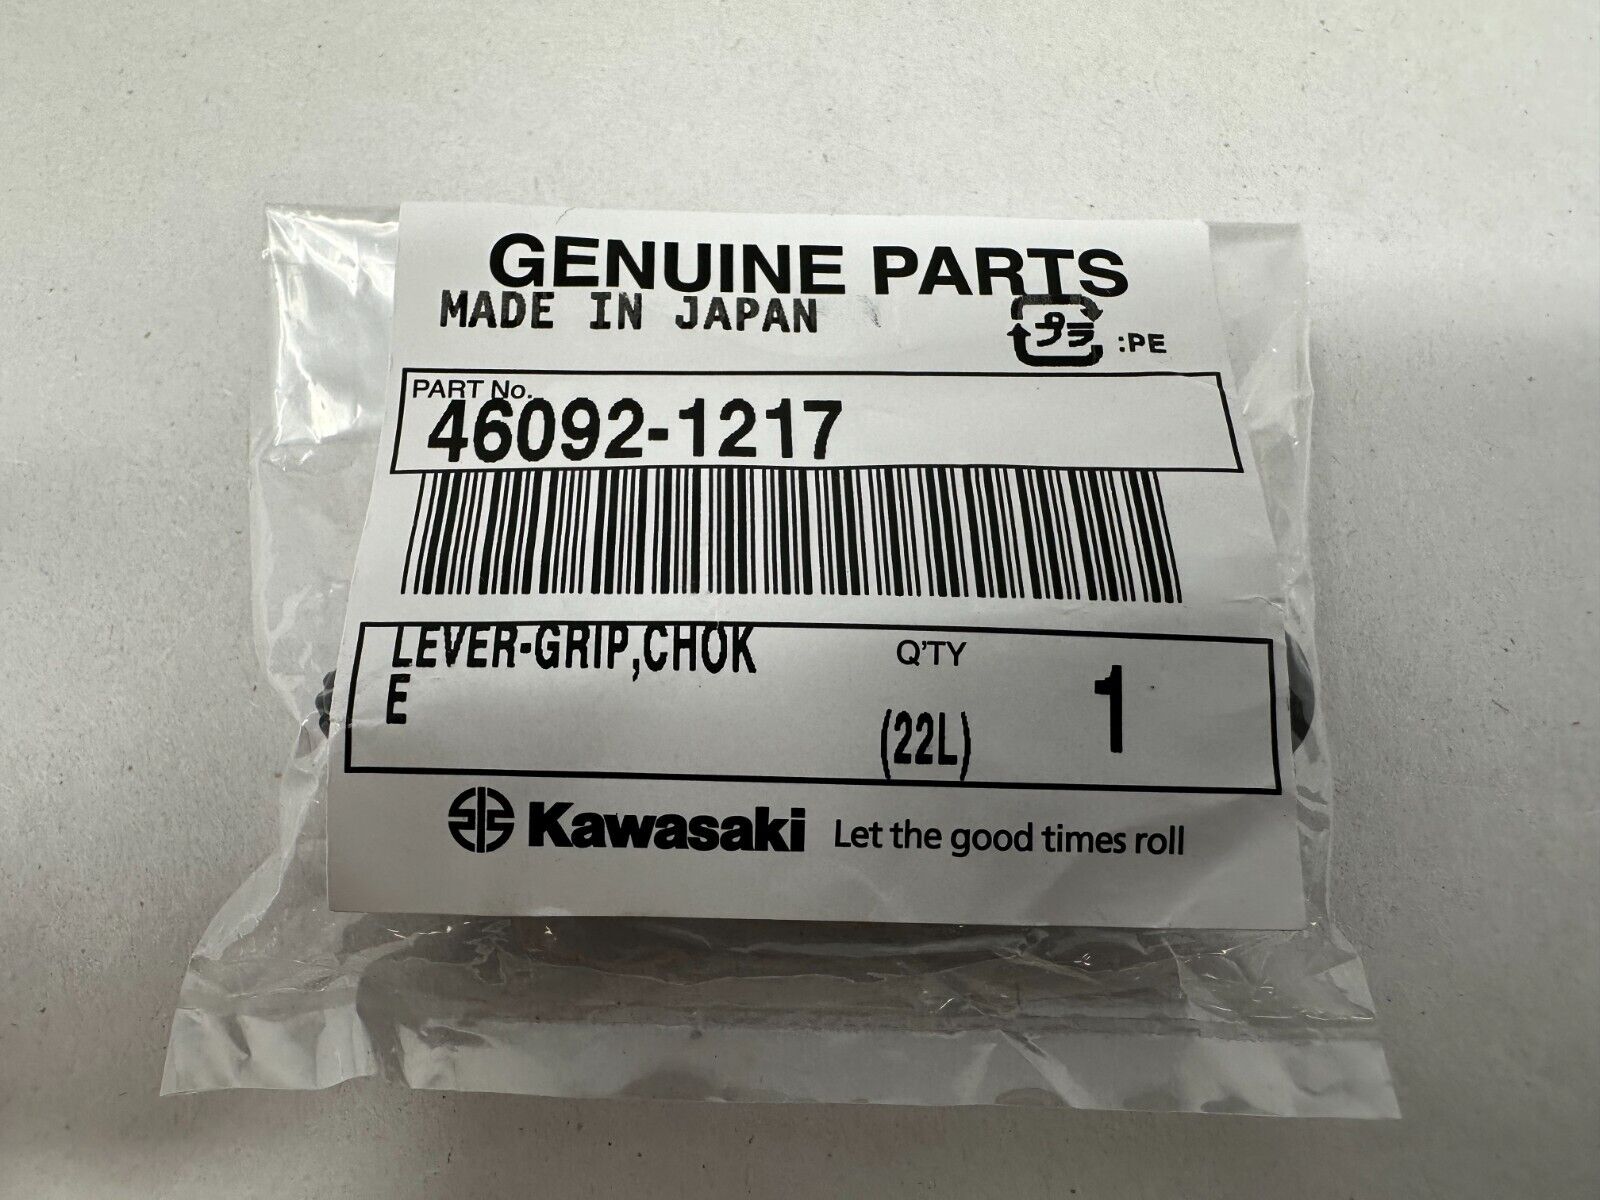 GENUINE PARTS
MADE IN JAPAN
プラ :PE
PART No.
46092-1217
LEVER-GRIP,CHOK
E
Q'TY
(22L)
1
Kawasaki Let the good times roll